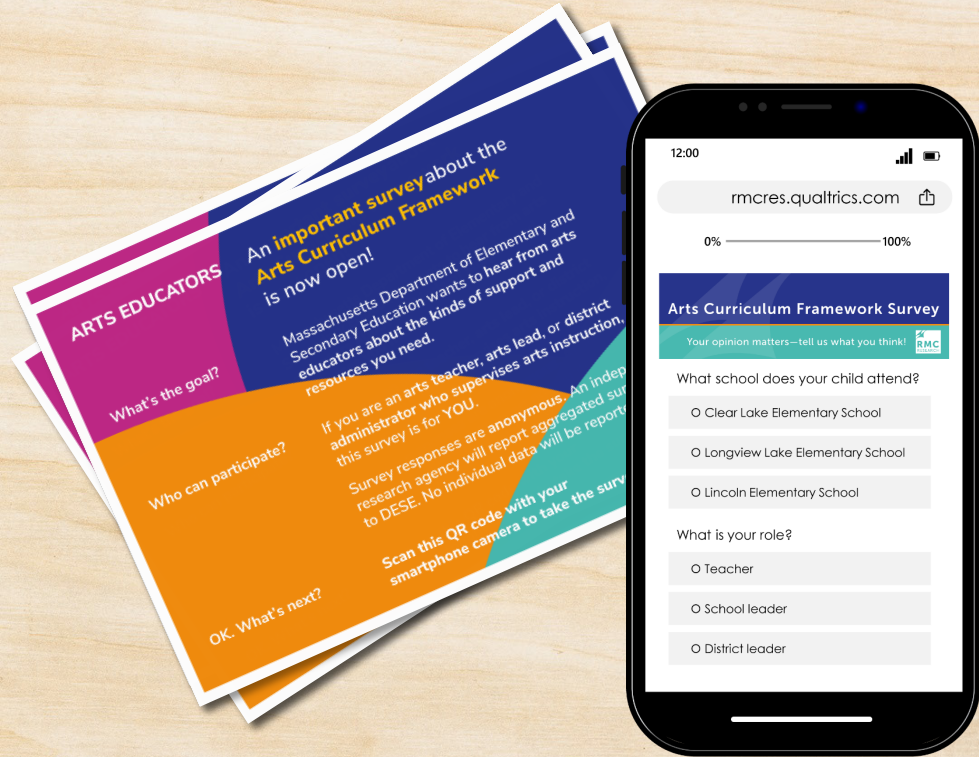 ARTS EDUCATORS
An important survey about the
Arts Curriculum Framework
is now open!
What's the goal?
Massachusetts Department of Elementary and
Secondary Education wants to hear from arts
educators about the kinds of support and
resources you need.
Who can participate?
If you are an arts teacher, arts lead, or district
administrator who supervises arts instruction,
this survey is for YOU.
Survey responses are anonymous. An
research agency will report aggregated
to DESE. No individual data will be
OK. What's next?
Scan this QR code with your
smartphone camera to take the
12:00
rmcres.qualtrics.com
0% 100%
Arts Curriculum Framework Survey
Your opinion matters—tell us what you think!
RMC
RESEARCH
What school does your child attend?
O Clear Lake Elementary School
O Longview Lake Elementary School
O Lincoln Elementary School
What is your role?
O Teacher
O School leader
O District leader